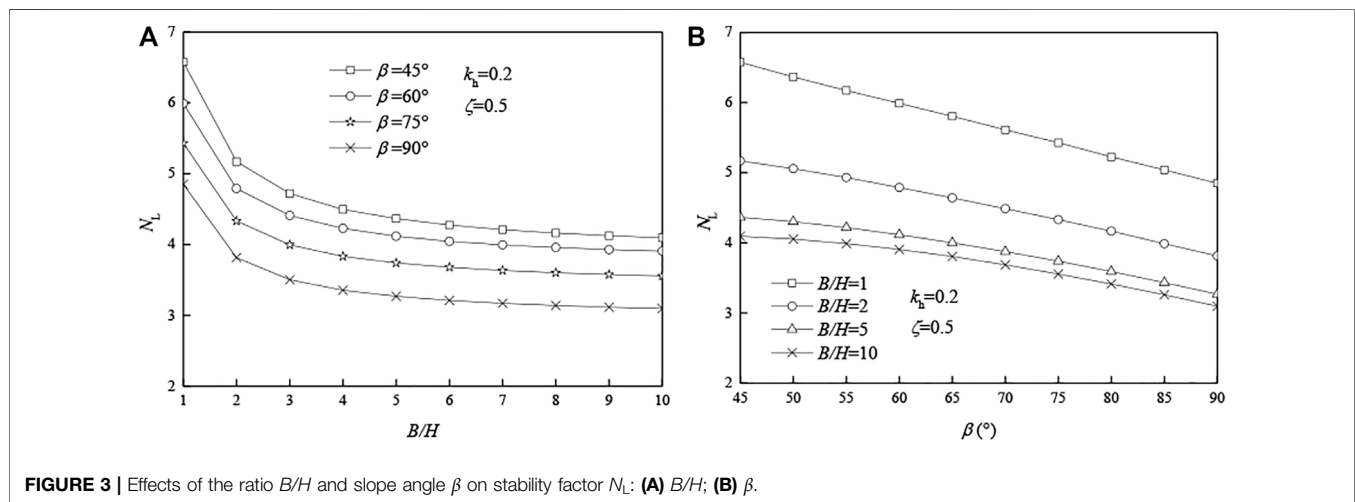 A
7
6
5
4
3
2
N_L
β=45°
β=60°
β=75°
β=90°
k_h=0.2
ζ=0.5
1 2 3 4 5 6 7 8 9 10
B/H
B
7
6
5
4
3
2
N_L
B/H=1
B/H=2
B/H=5
B/H=10
k_h=0.2
ζ=0.5
45 50 55 60 65 70 75 80 85 90
β (°)
FIGURE 3 | Effects of the ratio B/H and slope angle β on stability factor N_L: (A) B/H; (B) β.